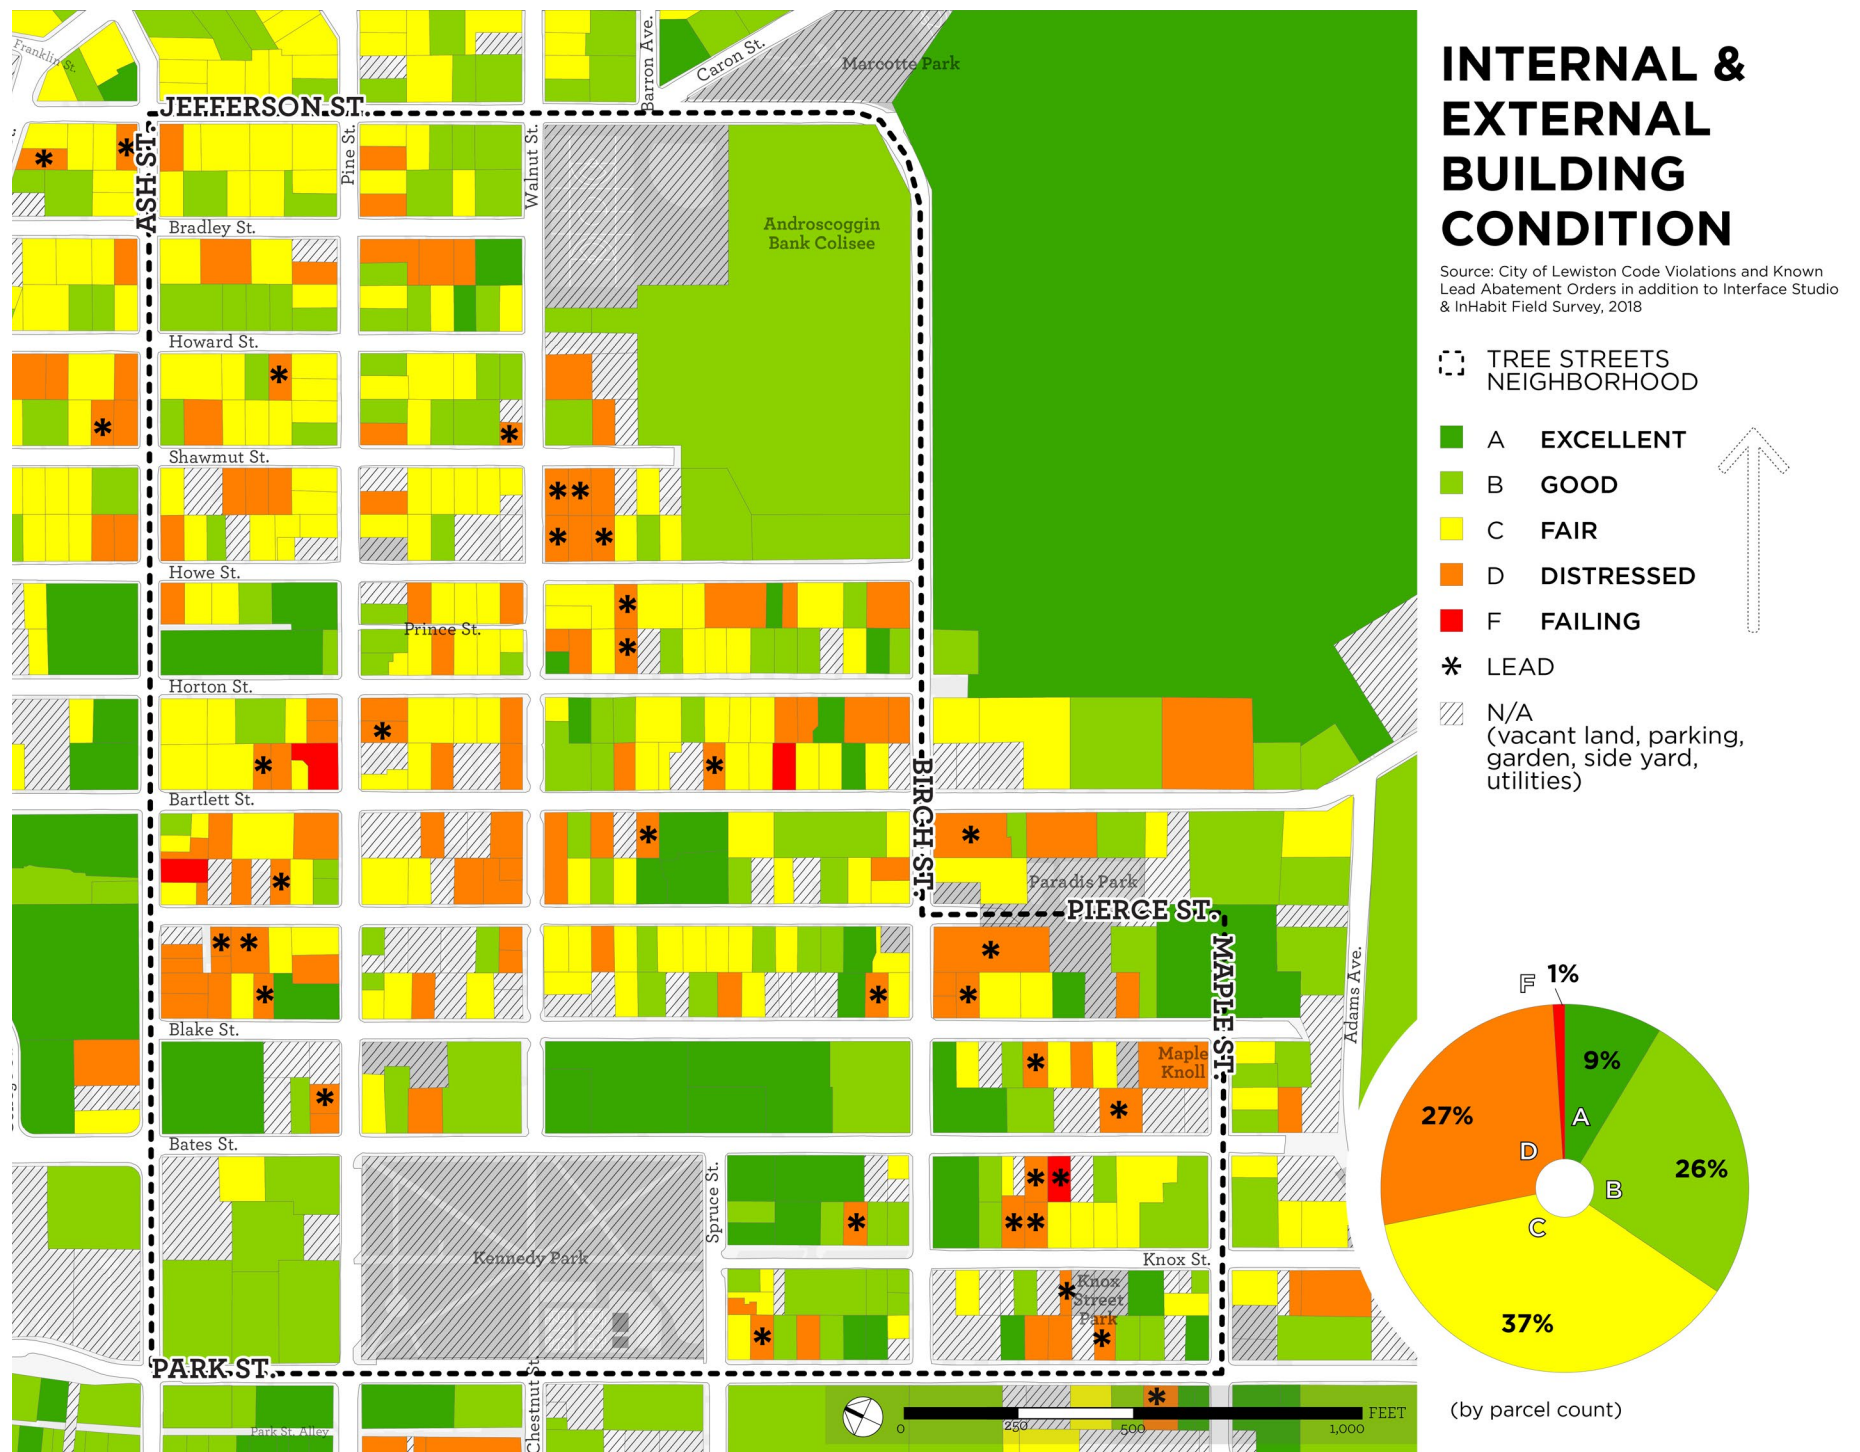 INTERNAL &
EXTERNAL
BUILDING
CONDITION
Source: City of Lewiston Code Violations and Known
Lead Abatement Orders in addition to Interface Studio
& InHabit Field Survey, 2018
TREE STREETS
NEIGHBORHOOD
A EXCELLENT
B GOOD
C FAIR
D DISTRESSED
F FAILING
* LEAD
N/A
(vacant land, parking,
garden, side yard,
utilities)
F 1%
9%
A
27%
D
26%
B
C
37%
(by parcel count)
Franklin St.
Barron Ave.
Caron St.
Marcotte Park
JEFFERSON ST.
ASH ST.
Pine St.
Walnut St.
Bradley St.
Androscoggin
Bank Colisee
Howard St.
Shawmut St.
Howe St.
Prince St.
Horton St.
BIRCH ST.
Bartlett St.
Paradis Park
PIERCE ST.
MAPLE ST.
Adams Ave.
Blake St.
Maple
Knoll
Bates St.
Spruce St.
Kennedy Park
Knox St.
Knox
Street
Park
PARK ST.
Chestnut St.
Park St. Alley
0 250 500 1,000 FEET